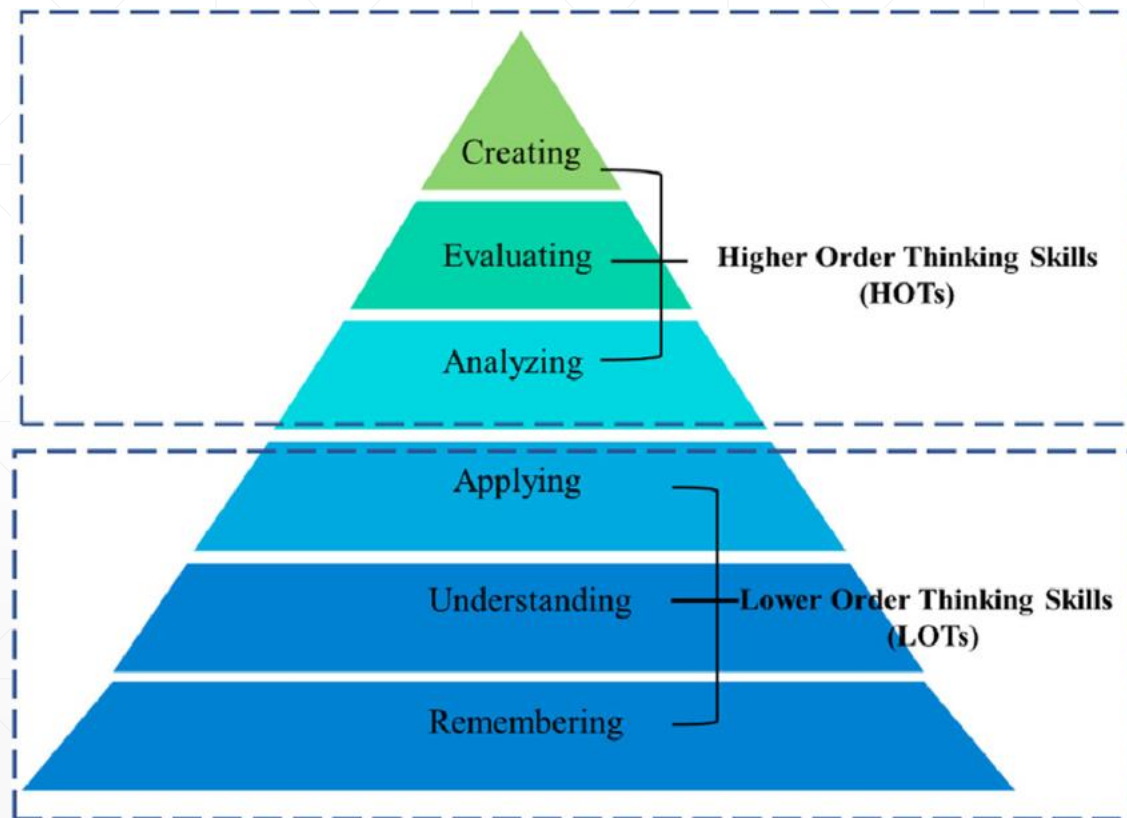 Creating
Evaluating
Higher Order Thinking Skills
(HOTs)
Analyzing
Applying
Understanding
Lower Order Thinking Skills
(LOTs)
Remembering